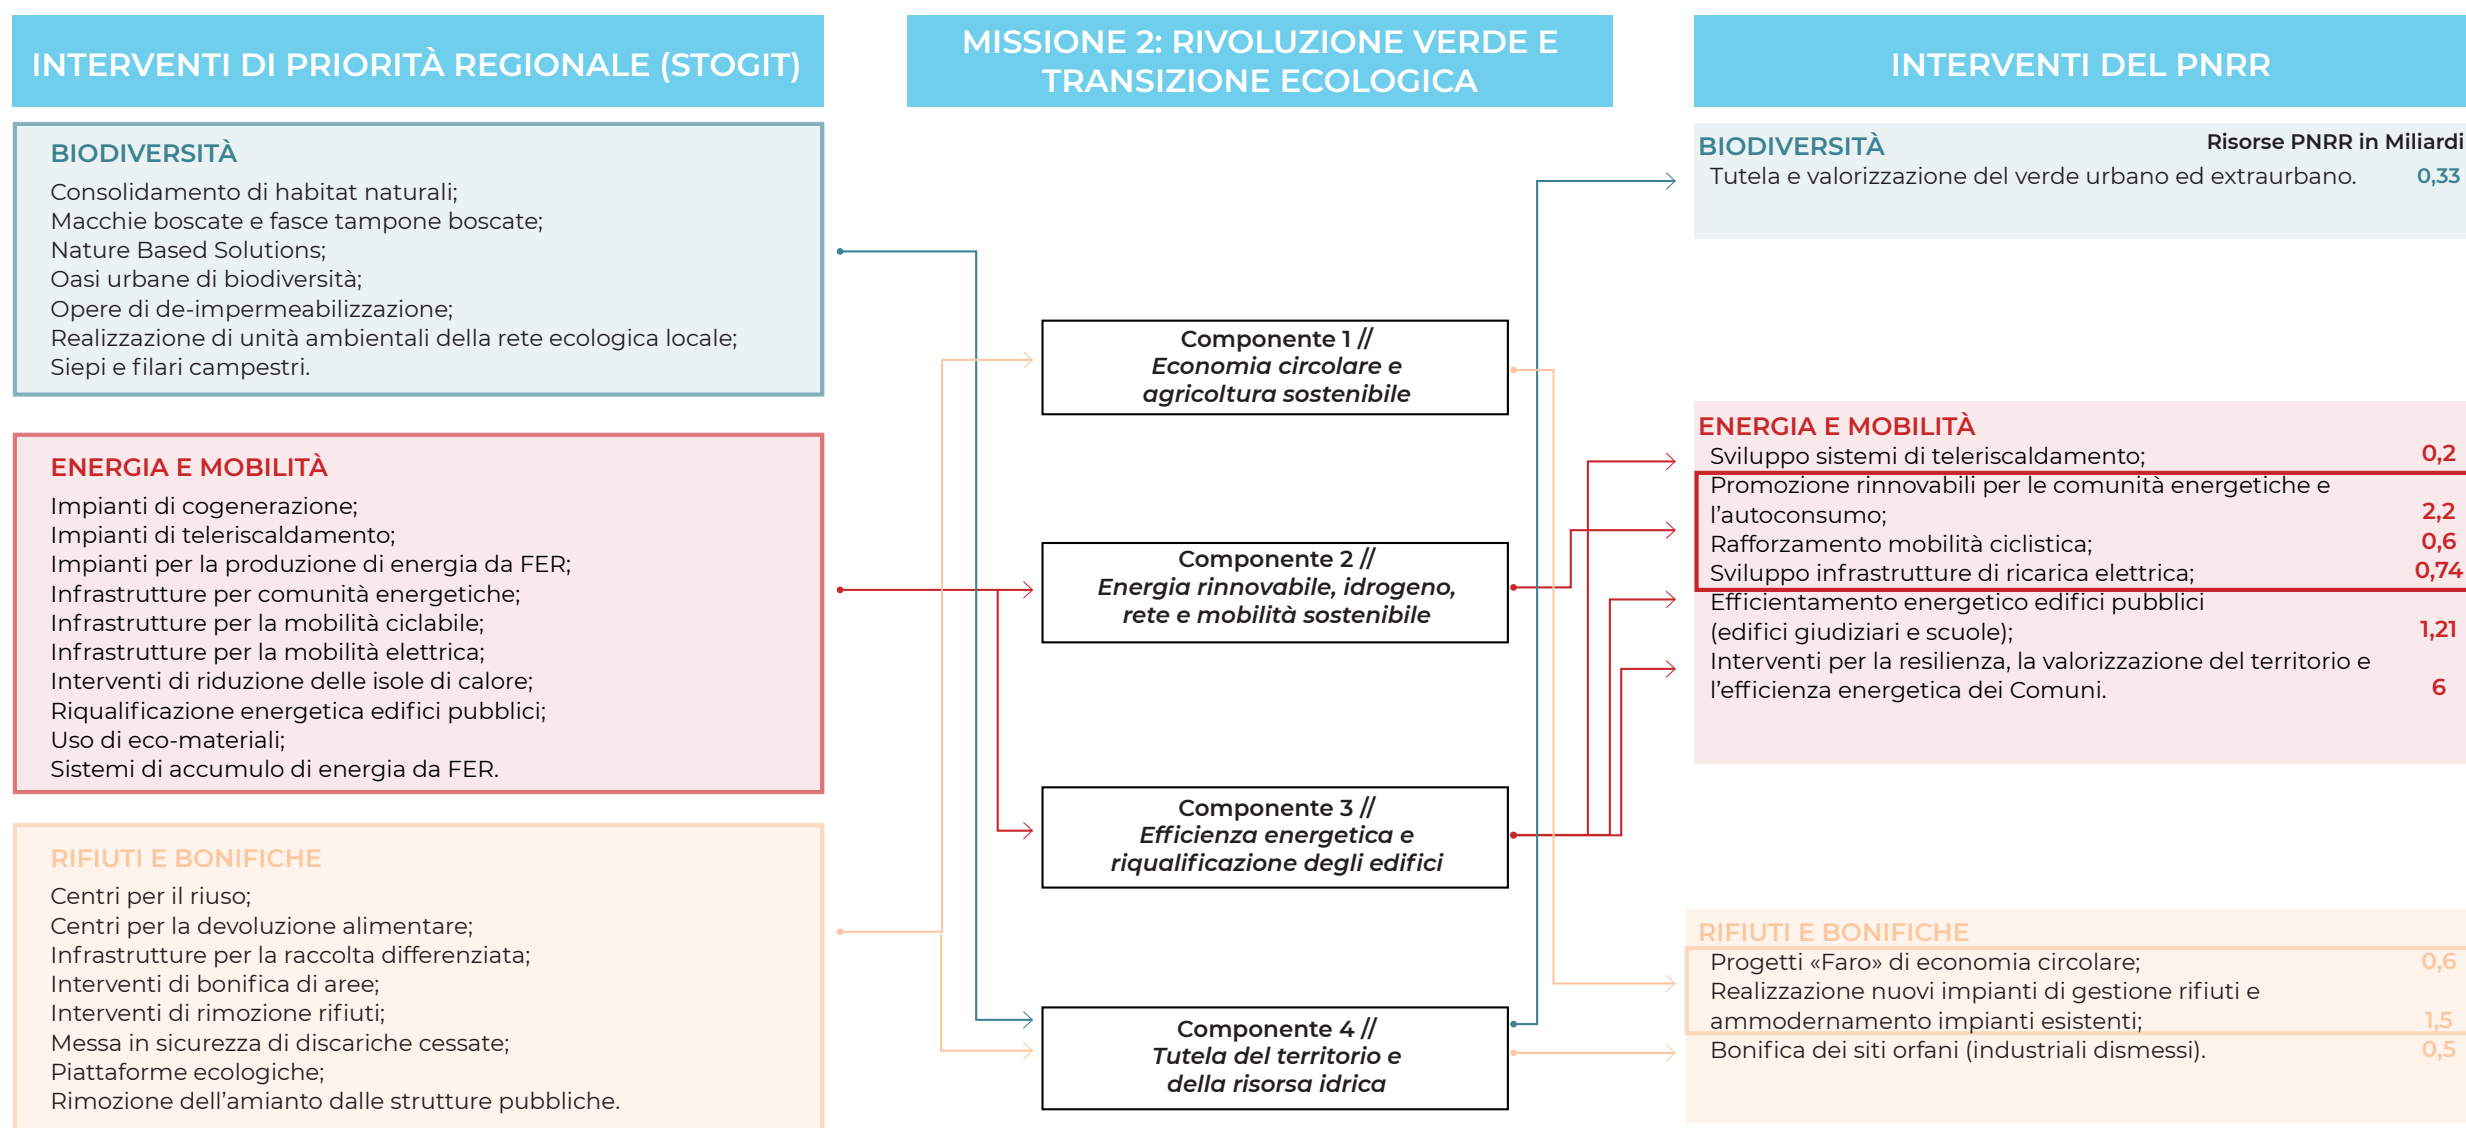 INTERVENTI DI PRIORITÀ REGIONALE (STOGIT)
BIODIVERSITÀ
Consolidamento di habitat naturali;
Macchie boscate e fasce tampone boscate;
Nature Based Solutions;
Oasi urbane di biodiversità;
Opere di de-impermeabilizzazione;
Realizzazione di unità ambientali della rete ecologica locale;
Siepi e filari campestri.
ENERGIA E MOBILITÀ
Impianti di cogenerazione;
Impianti di teleriscaldamento;
Impianti per la produzione di energia da FER;
Infrastrutture per comunità energetiche;
Infrastrutture per la mobilità ciclabile;
Infrastrutture per la mobilità elettrica;
Interventi di riduzione delle isole di calore;
Riqualificazione energetica edifici pubblici;
Uso di eco-materiali;
Sistemi di accumulo di energia da FER.
RIFIUTI E BONIFICHE
Centri per il riuso;
Centri per la devoluzione alimentare;
Infrastrutture per la raccolta differenziata;
Interventi di bonifica di aree;
Interventi di rimozione rifiuti;
Messa in sicurezza di discariche cessate;
Piattaforme ecologiche;
Rimozione dell'amianto dalle strutture pubbliche.
MISSIONE 2: RIVOLUZIONE VERDE E
TRANSIZIONE ECOLOGICA
Componente 1 //
Economia circolare e
agricoltura sostenibile
Componente 2 //
Energia rinnovabile, idrogeno,
rete e mobilità sostenibile
Componente 3 //
Efficienza energetica e
riqualificazione degli edifici
Componente 4 //
Tutela del territorio e
della risorsa idrica
INTERVENTI DEL PNRR
BIODIVERSITÀ Risorse PNRR in Miliardi
Tutela e valorizzazione del verde urbano ed extraurbano. 0,33
ENERGIA E MOBILITÀ
Sviluppo sistemi di teleriscaldamento; 0,2
Promozione rinnovabili per le comunità energetiche e
l'autoconsumo; 2,2
Rafforzamento mobilità ciclistica; 0,6
Sviluppo infrastrutture di ricarica elettrica; 0,74
Efficientamento energetico edifici pubblici
(edifici giudiziari e scuole); 1,21
Interventi per la resilienza, la valorizzazione del territorio e
l'efficienza energetica dei Comuni. 6
RIFIUTI E BONIFICHE
Progetti «Faro» di economia circolare; 0,6
Realizzazione nuovi impianti di gestione rifiuti e
ammodernamento impianti esistenti; 1,5
Bonifica dei siti orfani (industriali dismessi). 0,5